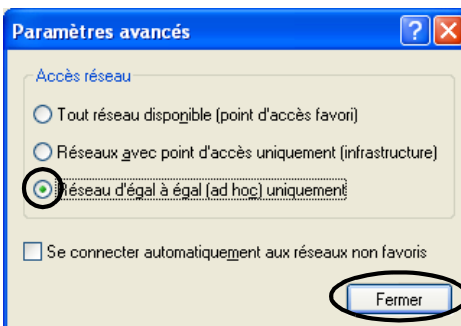 Paramètres avancés
Accès réseau
Tout réseau disponible (point d'accès favori)
Réseaux avec point d'accès uniquement (infrastructure)
Réseau d'égal à égal (ad hoc) uniquement
Se connecter automatiquement aux réseaux non favoris
Fermer